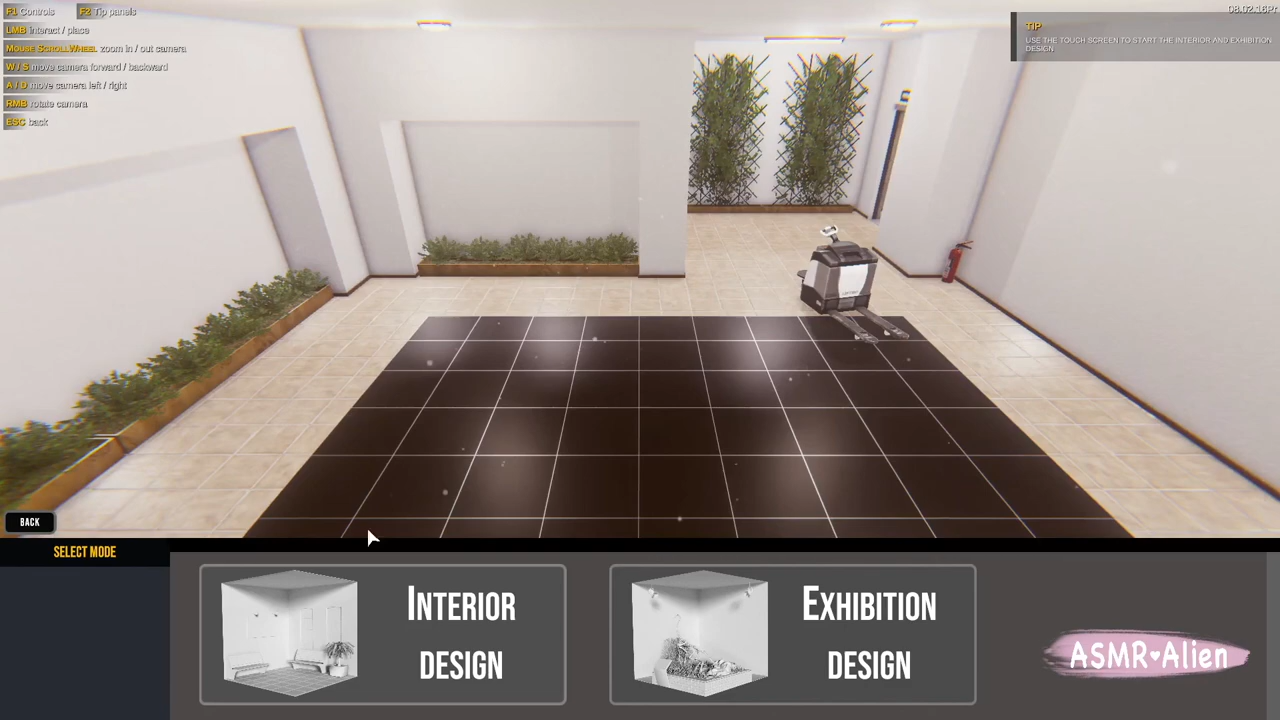 F1 Controls F2 Tip panels
LMB interact / place
Mouse ScrollWheel zoom in / out camera
W / S move camera forward / backward
A / D move camera left / right
RMB rotate camera
ESC back
TIP
USE THE TOUCH SCREEN TO START THE INTERIOR AND EXHIBITION
DESIGN
BACK
SELECT MODE
INTERIOR
DESIGN
EXHIBITION
DESIGN
ASMR♥Alien